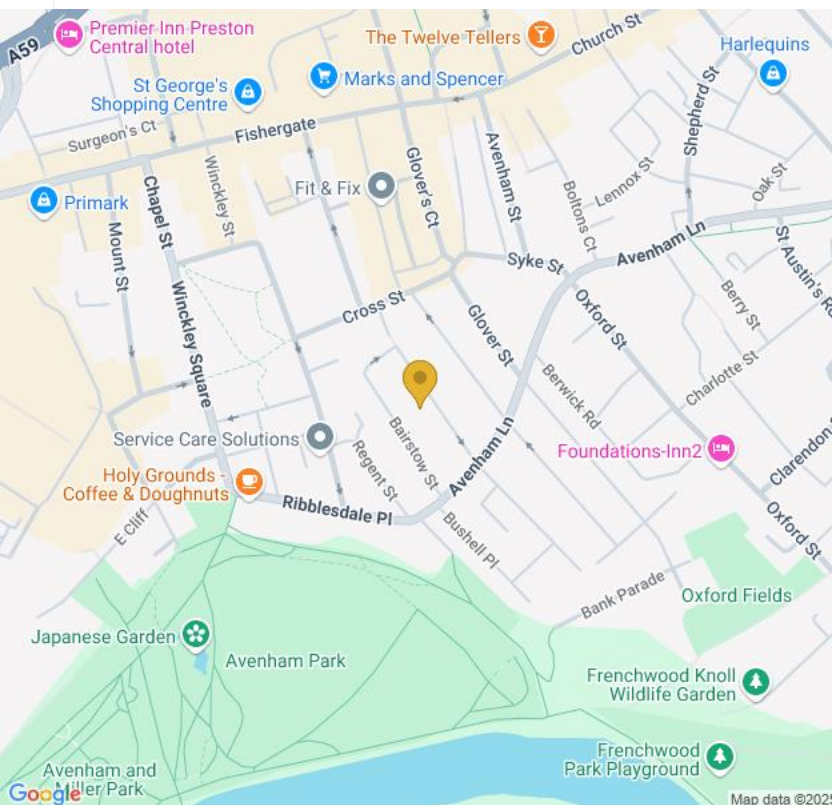 A59
Premier Inn Preston
Central hotel
The Twelve Tellers
Church St
Harlequins
St George's
Shopping Centre
Marks and Spencer
Surgeon's Ct
Fishergate
Shepherd St
Winckley St
Fit & Fix
Glover's Ct
Avenham St
Lennox St
Oak St
Primark
Chapel St
Boltons Ct
Mount St
Syke St
Avenham Ln
St Austin's
Cross St
Oxford St
Berry St
Winckley Square
Glover St
Charlotte St
Berwick Rd
Service Care Solutions
Bairstow St
Regent St
Avenham Ln
Foundations-Inn2
Clarendon
Holy Grounds -
Coffee & Doughnuts
Ribblesdale Pl
E Cliff
Bushell Pl
Oxford St
Bank Parade
Oxford Fields
Japanese Garden
Avenham Park
Frenchwood Knoll
Wildlife Garden
Frenchwood
Park Playground
Avenham and
Miller Park
Google
Map data ©2025